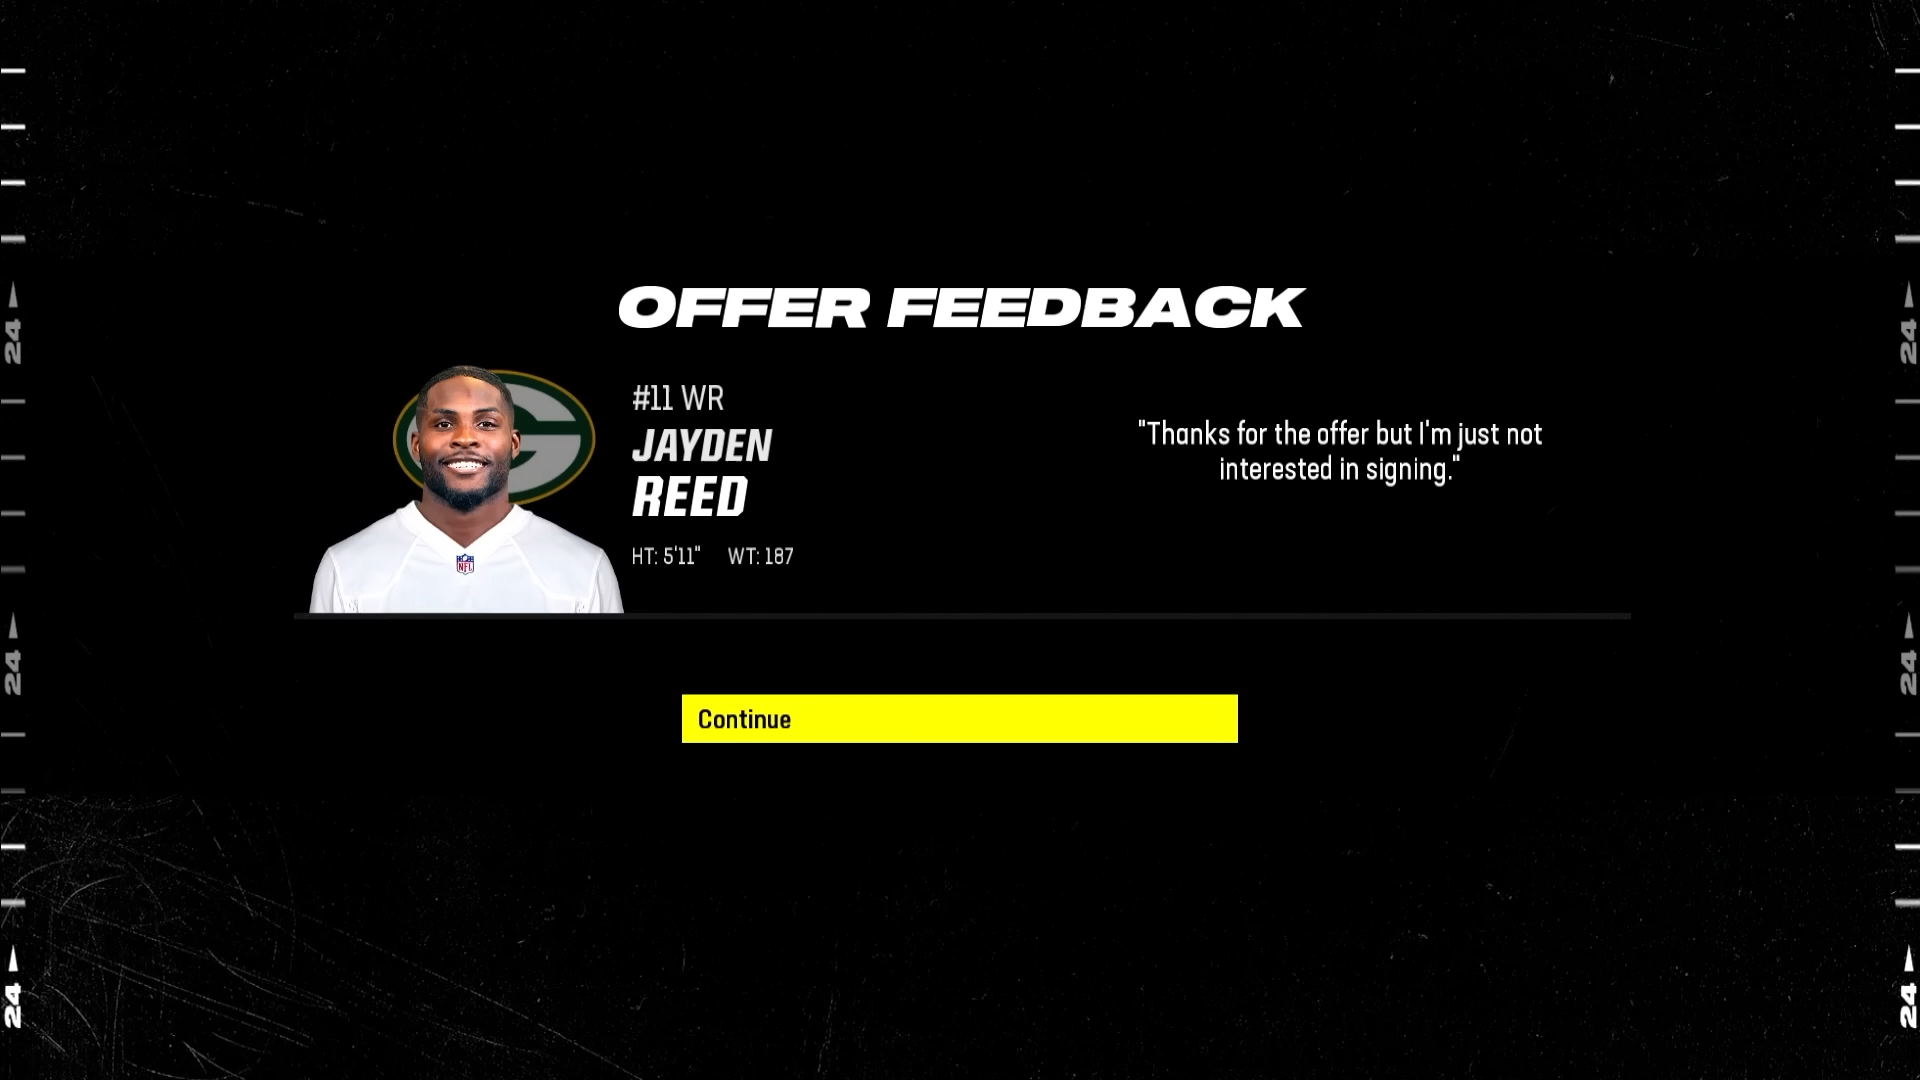 OFFER FEEDBACK
#11 WR
JAYDEN
REED
HT: 5'11" WT: 187
"Thanks for the offer but I'm just not
interested in signing."
NFL
Continue
24
24
24
24
24
24